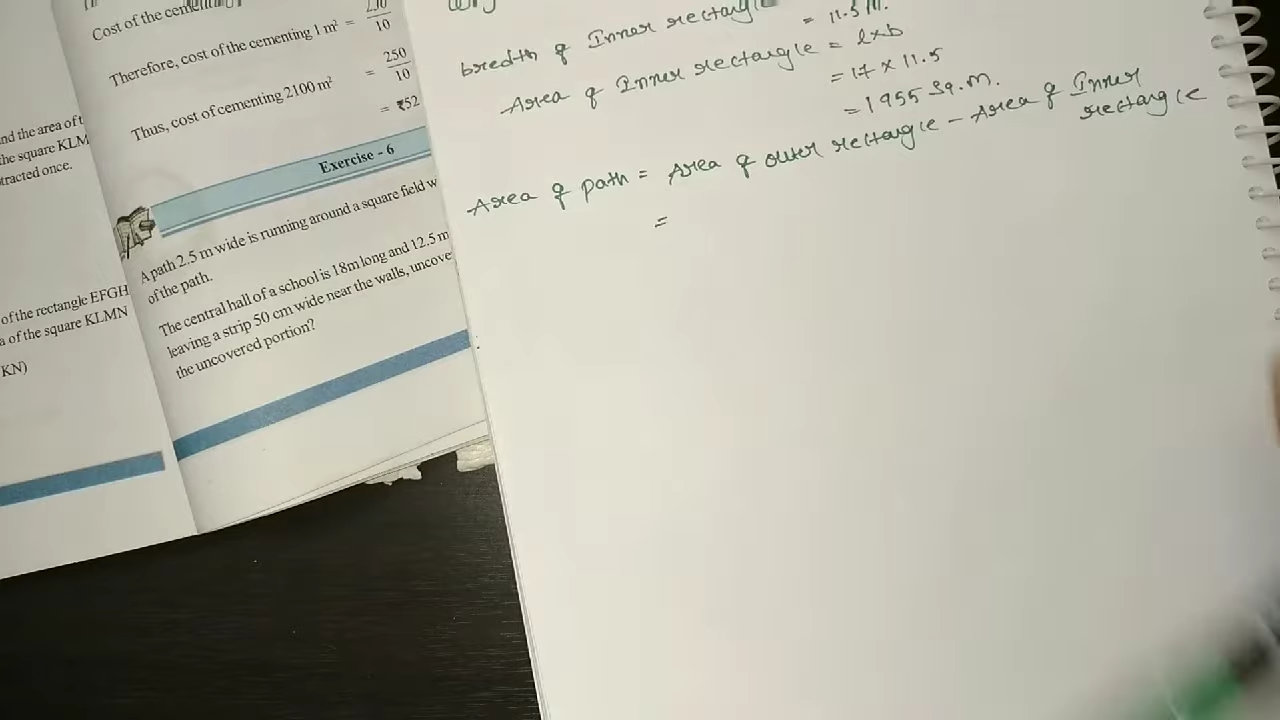 Cost of the cementing
Therefore, cost of the cementing 1 m² = 250/10
Thus, cost of cementing 2100 m² = 250/10
= ₹52
nd the area of t
he square KLM
tracted once.
of the rectangle EFGH
a of the square KLMN
KN)
Exercise - 6
A path 2.5 m wide is running around a square field w
of the path.
The central hall of a school is 18m long and 12.5 m
leaving a strip 50 cm wide near the walls, uncove
the uncovered portion?
bredth of Inner rectangle = 11.5 m.
Area of Inner rectangle = l×b
= 17 × 11.5
= 1955 Sq.m.
Area of path = Area of outer rectangle - Area of Inner
rectangle
=